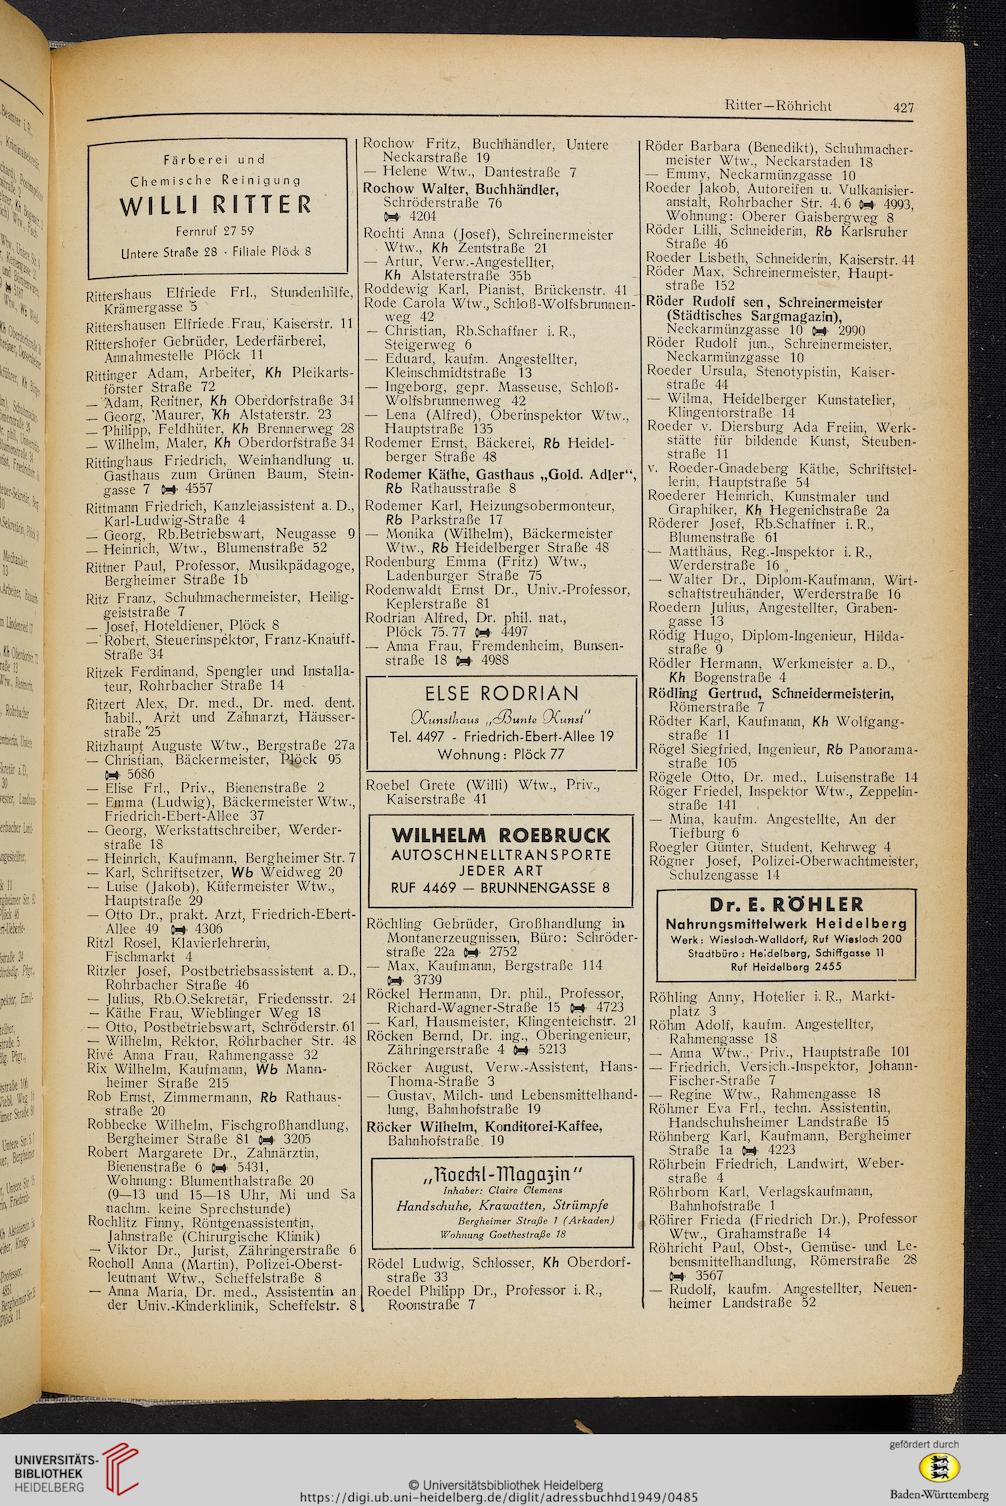 Ritter—Röhricht 427
Färberei und
Chemische Reinigung
WILLI RITTER
Fernruf 27 59
Untere Straße 28 · Filiale Plöck 8
Rittershaus Elfriede Frl., Stundenhilfe,
Krämergasse 5
Rittershausen Elfriede Frau, Kaiserstr. 11
Rittershofer Gebrüder, Lederfärberei,
Annahmestelle Plöck 11
Rittinger Adam, Arbeiter, Kh Pleikarts-
förster Straße 72
— Adam, Rentner, Kh Oberdorfstraße 34
— Georg, Maurer, Kh Alstaterstr. 23
— Philipp, Feldhüter, Kh Brennerweg 28
— Wilhelm, Maler, Kh Oberdorfstraße 34
Rittinghaus Friedrich, Weinhandlung u.
Gasthaus zum Grünen Baum, Stein-
gasse 7 4557
Rittmann Friedrich, Kanzleiassistent a. D.,
Karl-Ludwig-Straße 4
— Georg, Rb.Betriebswart, Neugasse 9
— Heinrich, Wtw., Blumenstraße 52
Rittner Paul, Professor, Musikpädagoge,
Bergheimer Straße 1b
Ritz Franz, Schuhmachermeister, Heilig-
geiststraße 7
— Josef, Hoteldiener, Plöck 8
— Robert, Steuerinspektor, Franz-Knauff-
Straße 34
Ritzek Ferdinand, Spengler und Installa-
teur, Rohrbacher Straße 14
Ritzert Alex, Dr. med., Dr. med. dent.
habil., Arzt und Zahnarzt, Häusser-
straße 25
Ritzhaupt Auguste Wtw., Bergstraße 27a
— Christian, Bäckermeister, Plöck 95
5686
— Elise Frl., Priv., Bienenstraße 2
— Emma (Ludwig), Bäckermeister Wtw.,
Friedrich-Ebert-Allee 37
— Georg, Werkstattschreiber, Werder-
straße 18
— Heinrich, Kaufmann, Bergheimer Str. 7
— Karl, Schriftsetzer, Wb Weidweg 20
— Luise (Jakob), Küfermeister Wtw.,
Hauptstraße 29
— Otto Dr., prakt. Arzt, Friedrich-Ebert-
Allee 49 4306
Ritzl Rosel, Klavierlehrerin,
Fischmarkt 4
Ritzler Josef, Postbetriebsassistent a. D.,
Rohrbacher Straße 46
— Julius, Rb.O.Sekretär, Friedensstr. 24
— Käthe Frau, Wieblinger Weg 18
— Otto, Postbetriebswart, Schröderstr. 61
— Wilhelm, Rektor, Rohrbacher Str. 48
Rivé Anna Frau, Rahmengasse 32
Rix Wilhelm, Kaufmann, Wb Mann-
heimer Straße 215
Rob Ernst, Zimmermann, Rb Rathaus-
straße 20
Robbecke Wilhelm, Fischgroßhandlung,
Bergheimer Straße 81 3205
Robert Margarete Dr., Zahnärztin,
Bienenstraße 6 5431,
Wohnung: Blumenthalstraße 20
(9—13 und 15—18 Uhr, Mi und Sa
nachm. keine Sprechstunde)
Rochlitz Finny, Röntgenassistentin,
Jahnstraße (Chirurgische Klinik)
— Viktor Dr., Jurist, Zähringerstraße 6
Rocholl Anna (Martin), Polizei-Oberst-
leutnant Wtw., Scheffelstraße 8
— Anna Maria, Dr. med., Assistentin an
der Univ.-Kinderklinik, Scheffelstr. 8
Rochow Fritz, Buchhändler, Untere
Neckarstraße 19
— Helene Wtw., Dantestraße 7
Rochow Walter, Buchhändler,
Schröderstraße 76
4204
Rochti Anna (Josef), Schreinermeister
Wtw., Kh Zentstraße 21
— Artur, Verw.-Angestellter,
Kh Alstaterstraße 35b
Roddewig Karl, Pianist, Brückenstr. 41
Rode Carola Wtw., Schloß-Wolfsbrunnen-
weg 42
— Christian, Rb.Schaffner i. R.,
Steigerweg 6
— Eduard, kaufm. Angestellter,
Kleinschmidtstraße 13
— Ingeborg, gepr. Masseuse, Schloß-
Wolfsbrunnenweg 42
— Lena (Alfred), Oberinspektor Wtw.,
Hauptstraße 135
Rodemer Ernst, Bäckerei, Rb Heidel-
berger Straße 48
Rodemer Käthe, Gasthaus „Gold. Adler“,
Rb Rathausstraße 8
Rodemer Karl, Heizungsobermonteur,
Rb Parkstraße 17
— Monika (Wilhelm), Bäckermeister
Wtw., Rb Heidelberger Straße 48
Rodenburg Emma (Fritz) Wtw.,
Ladenburger Straße 75
Rodenwaldt Ernst Dr., Univ.-Professor,
Keplerstraße 81
Rodrian Alfred, Dr. phil. nat.,
Plöck 75. 77 4497
— Anna Frau, Fremdenheim, Bunsen-
straße 18 4988
ELSE RODRIAN
Kunsthaus „Bunte Kunst“
Tel. 4497 - Friedrich-Ebert-Allee 19
Wohnung: Plöck 77
Roebel Grete (Willi) Wtw., Priv.,
Kaiserstraße 41
WILHELM ROEBRUCK
AUTOSCHNELLTRANSPORTE
JEDER ART
RUF 4469 — BRUNNENGASSE 8
Röchling Gebrüder, Großhandlung in
Montanerzeugnissen, Büro: Schröder-
straße 22a 2752
— Max, Kaufmann, Bergstraße 114
3739
Röckel Hermann, Dr. phil., Professor,
Richard-Wagner-Straße 15 4723
— Karl, Hausmeister, Klingenteichstr. 21
Röcken Bernd, Dr. ing., Oberingenieur,
Zähringerstraße 4 5213
Röcker August, Verw.-Assistent, Hans-
Thoma-Straße 3
— Gustav, Milch- und Lebensmittelhand-
lung, Bahnhofstraße 19
Röcker Wilhelm, Konditorei-Kaffee,
Bahnhofstraße 19
„Roeckl-Magazin“
Inhaber: Claire Clemens
Handschuhe, Krawatten, Strümpfe
Bergheimer Straße 1 (Arkaden)
Wohnung Goethestraße 18
Rödel Ludwig, Schlosser, Kh Oberdorf-
straße 33
Roedel Philipp Dr., Professor i. R.,
Roonstraße 7
Röder Barbara (Benedikt), Schuhmacher-
meister Wtw., Neckarstaden 18
— Emmy, Neckarmünzgasse 10
Roeder Jakob, Autoreifen u. Vulkanisier-
anstalt, Rohrbacher Str. 4. 6 4993,
Wohnung: Oberer Gaisbergweg 8
Röder Lilli, Schneiderin, Rb Karlsruher
Straße 46
Roeder Lisbeth, Schneiderin, Kaiserstr. 44
Röder Max, Schreinermeister, Haupt-
straße 152
Röder Rudolf sen., Schreinermeister
(Städtisches Sargmagazin),
Neckarmünzgasse 10 2990
Röder Rudolf jun., Schreinermeister,
Neckarmünzgasse 10
Roeder Ursula, Stenotypistin, Kaiser-
straße 44
— Wilma, Heidelberger Kunstatelier,
Klingentorstraße 14
Roeder v. Diersburg Ada Freiin, Werk-
stätte für bildende Kunst, Steuben-
straße 11
v. Roeder-Gnadeberg Käthe, Schriftstel-
lerin, Hauptstraße 54
Roederer Heinrich, Kunstmaler und
Graphiker, Kh Hegenichstraße 2a
Röderer Josef, Rb.Schaffner i. R.,
Blumenstraße 61
— Matthäus, Reg.-Inspektor i. R.,
Werderstraße 16
— Walter Dr., Diplom-Kaufmann, Wirt-
schaftstreuhänder, Werderstraße 16
Roedern Julius, Angestellter, Graben-
gasse 13
Rödig Hugo, Diplom-Ingenieur, Hilda-
straße 9
Rödler Hermann, Werkmeister a. D.,
Kh Bogenstraße 4
Rödling Gertrud, Schneidermeisterin,
Römerstraße 7
Rödter Karl, Kaufmann, Kh Wolfgang-
straße 11
Rögel Siegfried, Ingenieur, Rb Panorama-
straße 105
Rögele Otto, Dr. med., Luisenstraße 14
Röger Friedel, Inspektor Wtw., Zeppelin-
straße 141
— Mina, kaufm. Angestellte, An der
Tiefburg 6
Roegler Günter, Student, Kehrweg 4
Rögner Josef, Polizei-Oberwachtmeister,
Schulzengasse 14
Dr. E. RÖHLER
Nahrungsmittelwerk Heidelberg
Werk: Wiesloch-Walldorf, Ruf Wiesloch 200
Stadtbüro: Heidelberg, Schiffgasse 11
Ruf Heidelberg 2455
Röhling Anny, Hotelier i. R., Markt-
platz 3
Röhm Adolf, kaufm. Angestellter,
Rahmengasse 18
— Anna Wtw., Priv., Hauptstraße 101
— Friedrich, Versich.-Inspektor, Johann-
Fischer-Straße 7
— Regine Wtw., Rahmengasse 18
Röhmer Eva Frl., techn. Assistentin,
Handschuhsheimer Landstraße 15
Röhnberg Karl, Kaufmann, Bergheimer
Straße 1a 4223
Röhrbein Friedrich, Landwirt, Weber-
straße 4
Röhrborn Karl, Verlagskaufmann,
Bahnhofstraße 1
Röhrer Frieda (Friedrich Dr.), Professor
Wtw., Grahamstraße 14
Röhricht Paul, Obst-, Gemüse- und Le-
bensmittelhandlung, Römerstraße 28
3567
— Rudolf, kaufm. Angestellter, Neuen-
heimer Landstraße 52
UNIVERSITÄTS-
BIBLIOTHEK
HEIDELBERG
© Universitätsbibliothek Heidelberg
https://digi.ub.uni-heidelberg.de/diglit/adressbuchhd1949/0485
gefördert durch
Baden-Württemberg